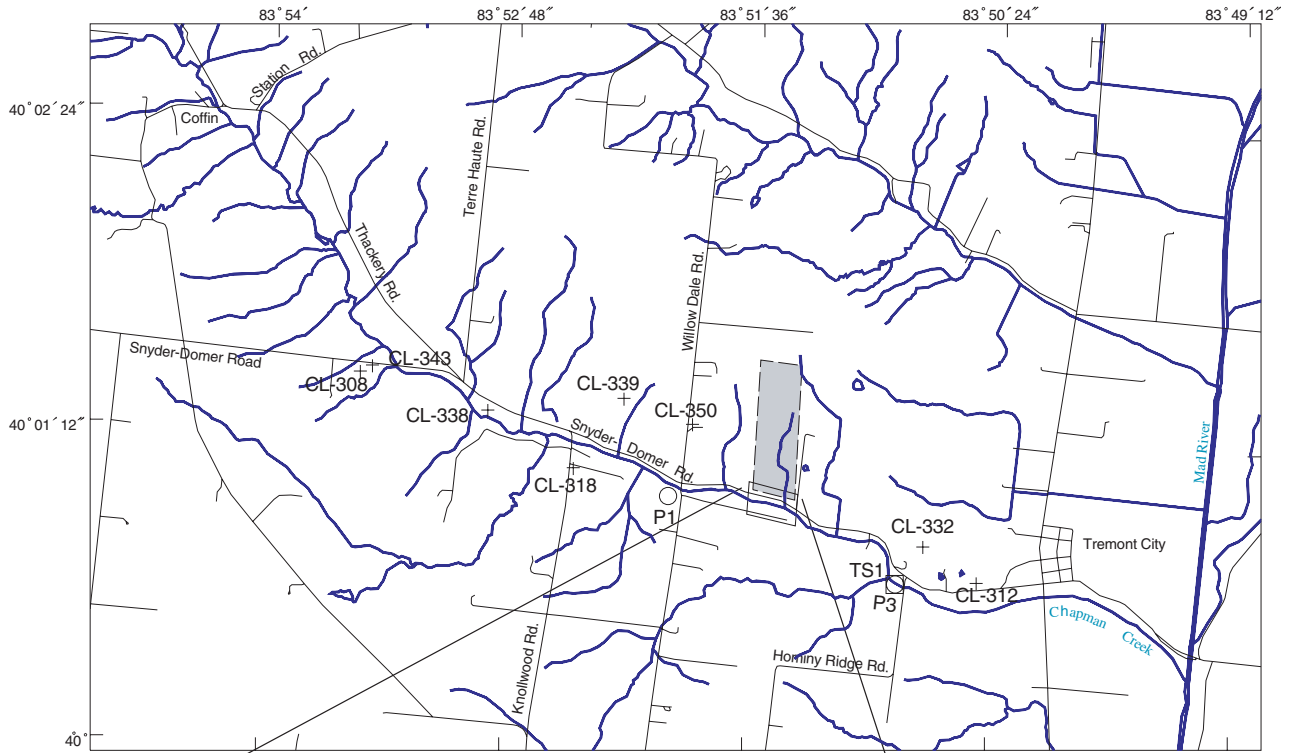 83˚54´
83˚52´48˝
83˚51´36˝
83˚50´24˝
83˚49´12˝
40˚02´24˝
Station Rd.
Coffin
Terre Haute Rd.
Thackery Rd.
Willow Dale Rd.
Snyder-Domer Road
CL-343
CL-308
CL-339
CL-338
CL-350
40˚01´12˝
Snyder-Domer Rd.
Mad River
CL-318
P1
CL-332
Tremont City
TS1
CL-312
P3
Chapman Creek
Knollwood Rd.
Hominy Ridge Rd.
40˚